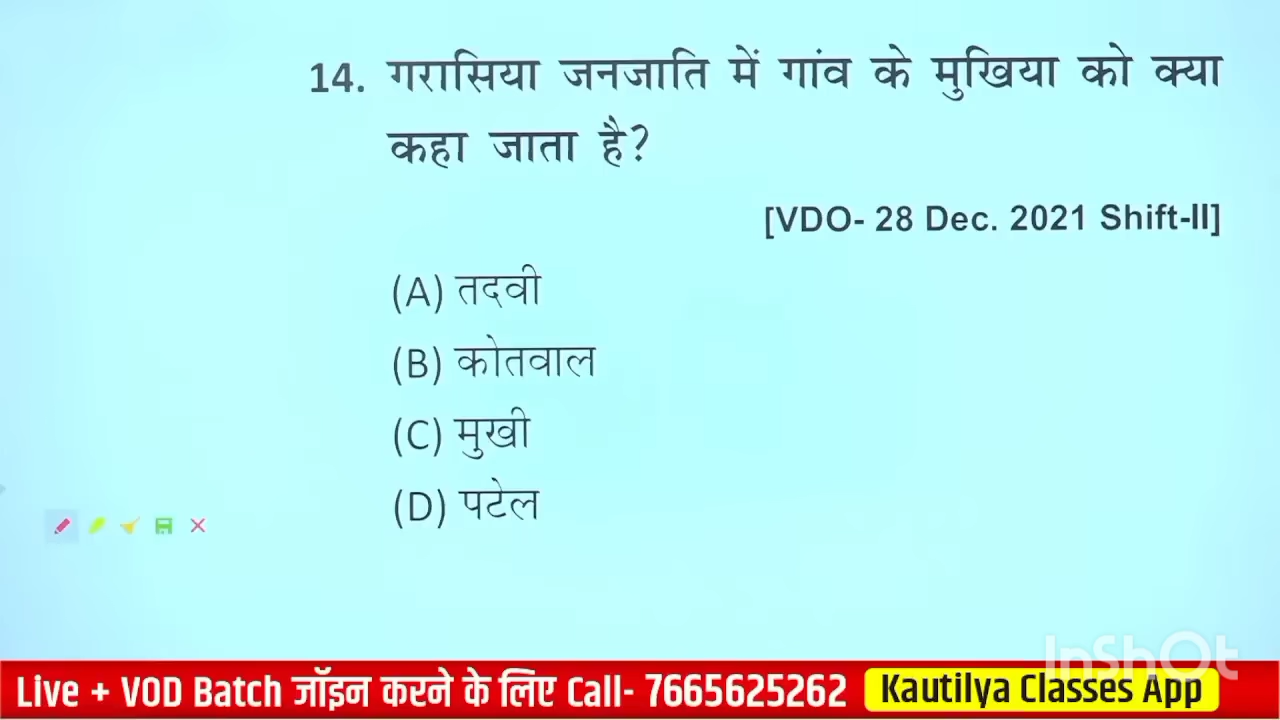 14. गरासिया जनजाति में गांव के मुखिया को क्या
कहा जाता है?
[VDO- 28 Dec. 2021 Shift-II]
(A) तदवी
(B) कोतवाल
(C) मुखी
(D) पटेल
InShOt
Live + VOD Batch जॉइन करने के लिए Call- 7665625262 Kautilya Classes App